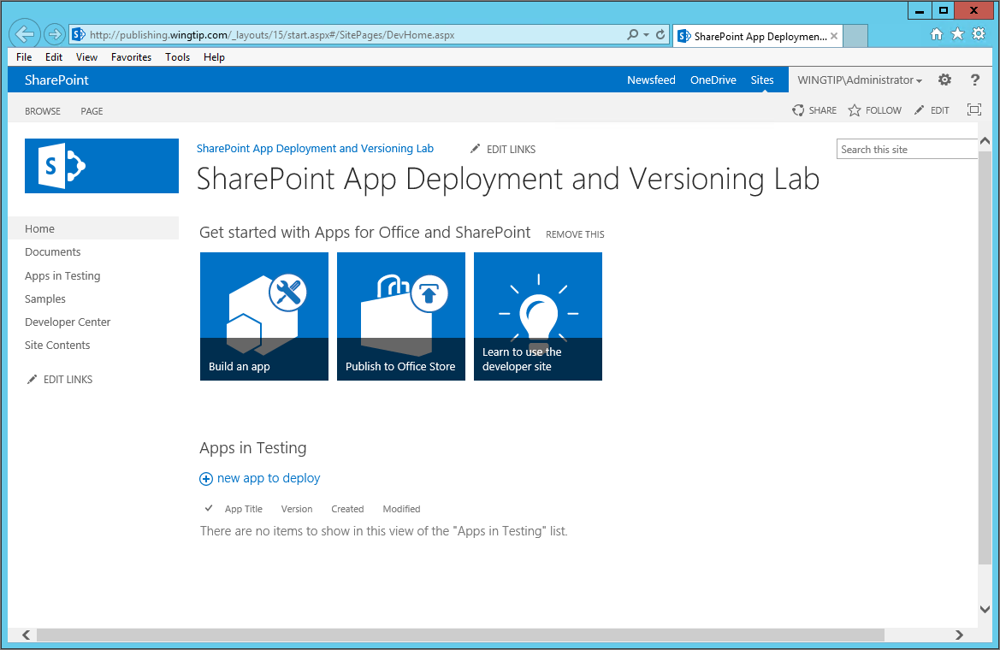 http://publishing.wingtip.com/_layouts/15/start.aspx#/SitePages/DevHome.aspx
SharePoint App Deploymen...
File Edit View Favorites Tools Help
SharePoint
Newsfeed OneDrive Sites
WINGTIP\Administrator
?
BROWSE PAGE
SHARE FOLLOW EDIT
S
SharePoint App Deployment and Versioning Lab
EDIT LINKS
Search this site
SharePoint App Deployment and Versioning Lab
Home
Documents
Apps in Testing
Samples
Developer Center
Site Contents
EDIT LINKS
Get started with Apps for Office and SharePoint
REMOVE THIS
Build an app
Publish to Office Store
Learn to use the
developer site
Apps in Testing
new app to deploy
App Title Version Created Modified
There are no items to show in this view of the "Apps in Testing" list.